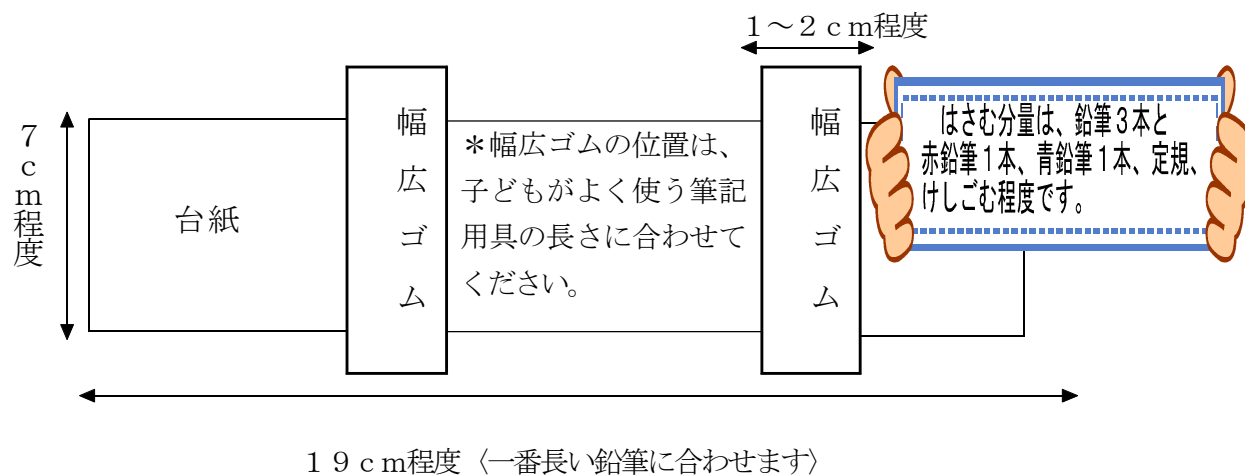 １～２ｃｍ程度
７ｃｍ程度
台紙
幅広ゴム
＊幅広ゴムの位置は、
子どもがよく使う筆記
用具の長さに合わせて
ください。
幅広ゴム
はさむ分量は、鉛筆３本と
赤鉛筆１本、青鉛筆１本、定規、
けしごむ程度です。
１９ｃｍ程度〈一番長い鉛筆に合わせます〉